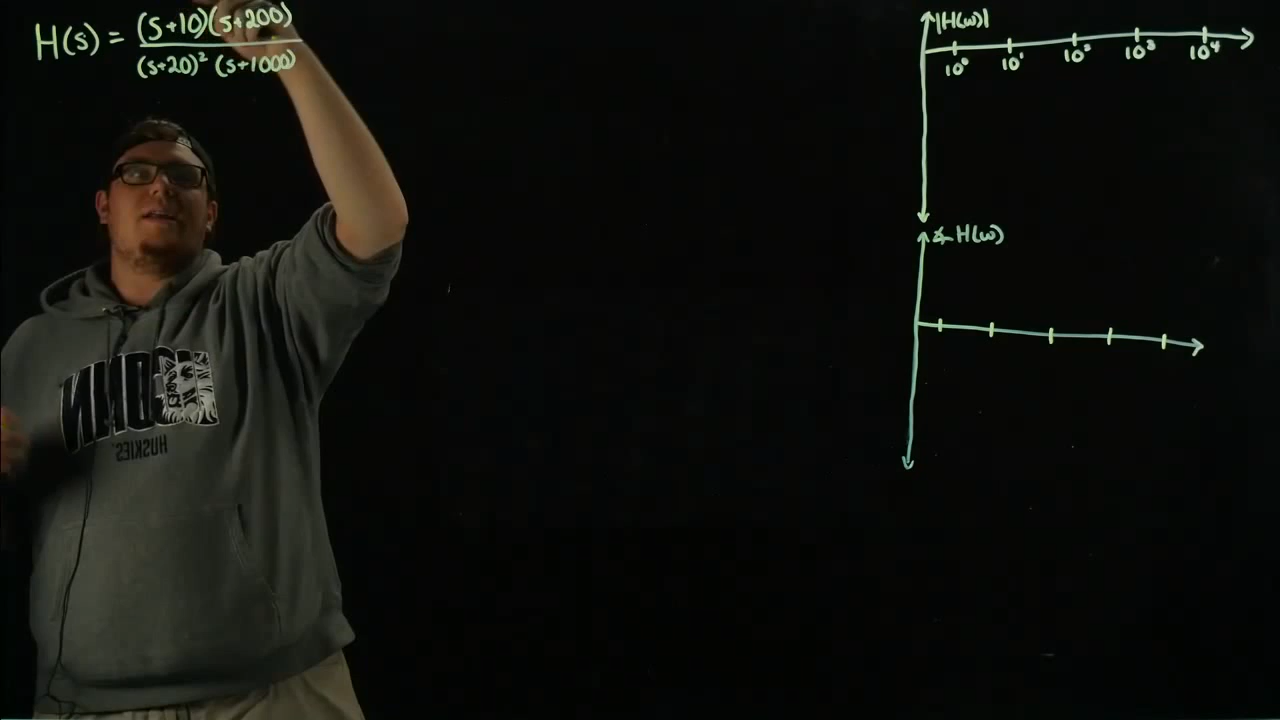 H(s) = (s+10)(s+200)
(s+20)² (s+1000)
|H(ω)|
10⁰ 10¹ 10² 10³ 10⁴
∡ H(ω)
HUSKIES